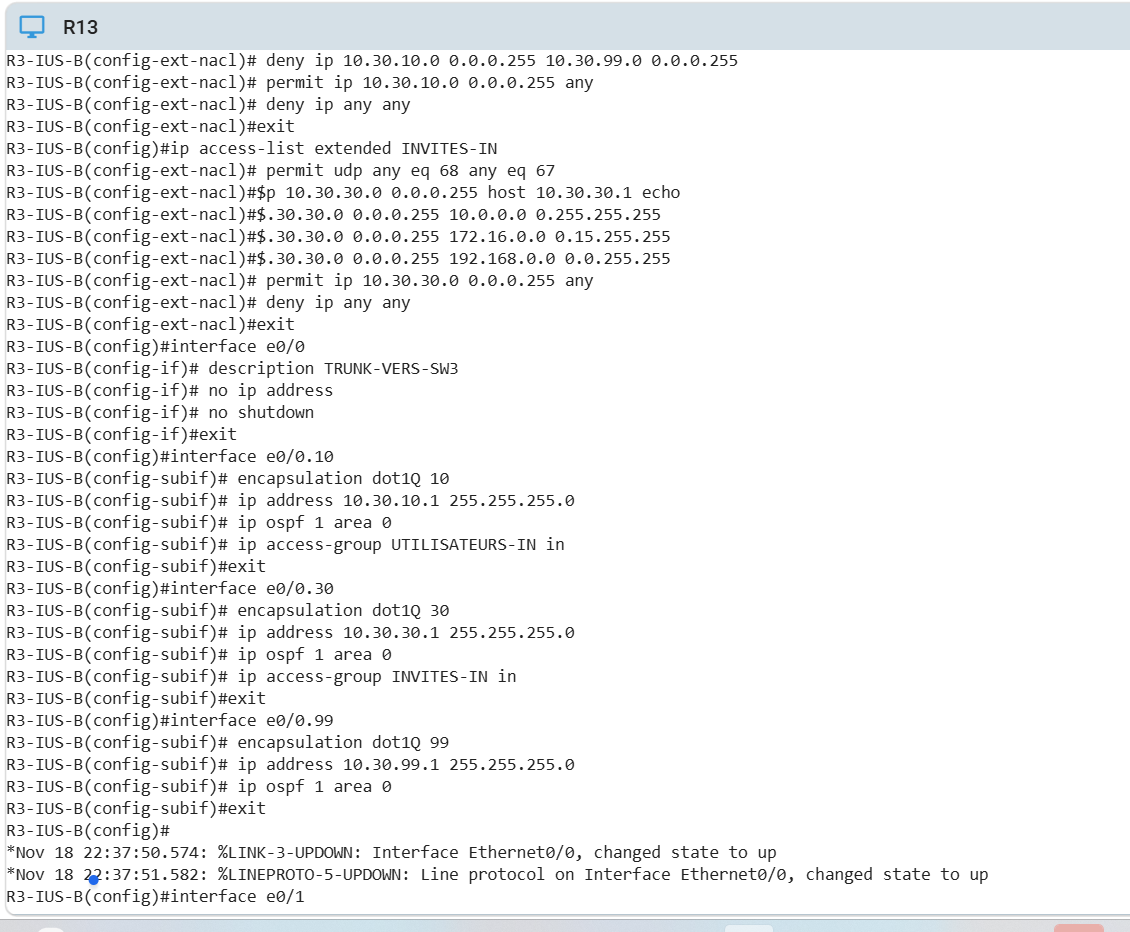 R13
R3-IUS-B(config-ext-nacl)# deny ip 10.30.10.0 0.0.0.255 10.30.99.0 0.0.0.255
R3-IUS-B(config-ext-nacl)# permit ip 10.30.10.0 0.0.0.255 any
R3-IUS-B(config-ext-nacl)# deny ip any any
R3-IUS-B(config-ext-nacl)#exit
R3-IUS-B(config)#ip access-list extended INVITES-IN
R3-IUS-B(config-ext-nacl)# permit udp any eq 68 any eq 67
R3-IUS-B(config-ext-nacl)#$p 10.30.30.0 0.0.0.255 host 10.30.30.1 echo
R3-IUS-B(config-ext-nacl)#$.30.30.0 0.0.0.255 10.0.0.0 0.255.255.255
R3-IUS-B(config-ext-nacl)#$.30.30.0 0.0.0.255 172.16.0.0 0.15.255.255
R3-IUS-B(config-ext-nacl)#$.30.30.0 0.0.0.255 192.168.0.0 0.0.255.255
R3-IUS-B(config-ext-nacl)# permit ip 10.30.30.0 0.0.0.255 any
R3-IUS-B(config-ext-nacl)# deny ip any any
R3-IUS-B(config-ext-nacl)#exit
R3-IUS-B(config)#interface e0/0
R3-IUS-B(config-if)# description TRUNK-VERS-SW3
R3-IUS-B(config-if)# no ip address
R3-IUS-B(config-if)# no shutdown
R3-IUS-B(config-if)#exit
R3-IUS-B(config)#interface e0/0.10
R3-IUS-B(config-subif)# encapsulation dot1Q 10
R3-IUS-B(config-subif)# ip address 10.30.10.1 255.255.255.0
R3-IUS-B(config-subif)# ip ospf 1 area 0
R3-IUS-B(config-subif)# ip access-group UTILISATEURS-IN in
R3-IUS-B(config-subif)#exit
R3-IUS-B(config)#interface e0/0.30
R3-IUS-B(config-subif)# encapsulation dot1Q 30
R3-IUS-B(config-subif)# ip address 10.30.30.1 255.255.255.0
R3-IUS-B(config-subif)# ip ospf 1 area 0
R3-IUS-B(config-subif)# ip access-group INVITES-IN in
R3-IUS-B(config-subif)#exit
R3-IUS-B(config)#interface e0/0.99
R3-IUS-B(config-subif)# encapsulation dot1Q 99
R3-IUS-B(config-subif)# ip address 10.30.99.1 255.255.255.0
R3-IUS-B(config-subif)# ip ospf 1 area 0
R3-IUS-B(config-subif)#exit
R3-IUS-B(config)#
*Nov 18 22:37:50.574: %LINK-3-UPDOWN: Interface Ethernet0/0, changed state to up
*Nov 18 22:37:51.582: %LINEPROTO-5-UPDOWN: Line protocol on Interface Ethernet0/0, changed state to up
R3-IUS-B(config)#interface e0/1